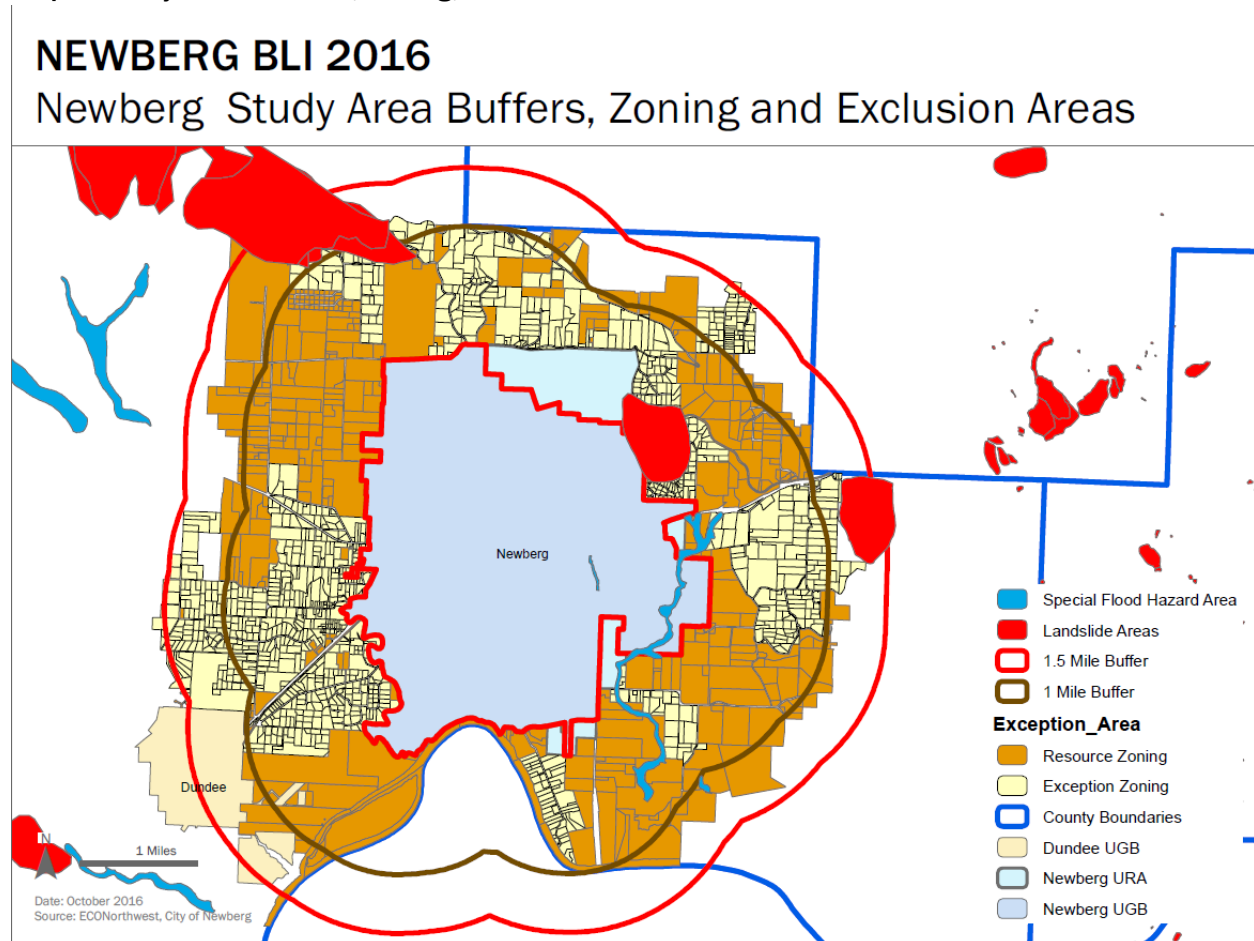 NEWBERG BLI 2016
Newberg Study Area Buffers, Zoning and Exclusion Areas
Newberg
Dundee
Special Flood Hazard Area
Landslide Areas
1.5 Mile Buffer
1 Mile Buffer
Exception_Area
Resource Zoning
Exception Zoning
County Boundaries
Dundee UGB
Newberg URA
Newberg UGB
N
1 Miles
Date: October 2016
Source: ECONorthwest, City of Newberg